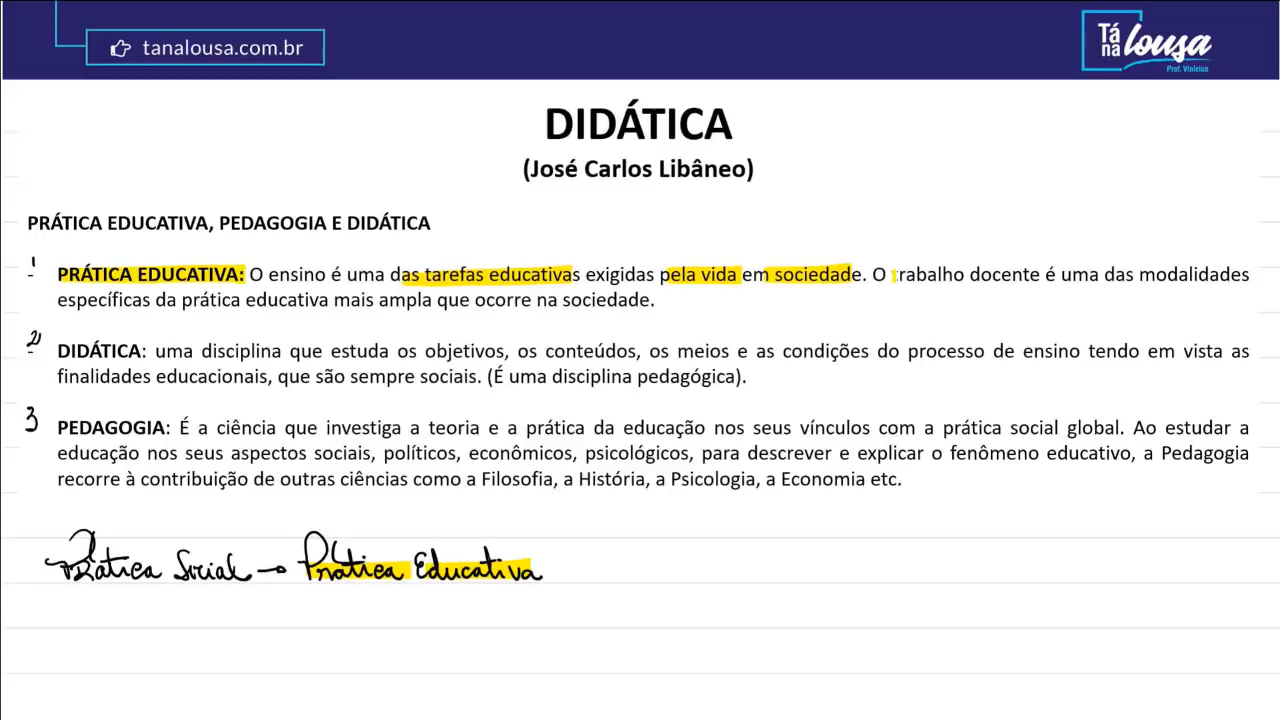 tanalousa.com.br
Tá na lousa
Prof. Vinícius
DIDÁTICA
(José Carlos Libâneo)
PRÁTICA EDUCATIVA, PEDAGOGIA E DIDÁTICA
1
- PRÁTICA EDUCATIVA: O ensino é uma das tarefas educativas exigidas pela vida em sociedade. O trabalho docente é uma das modalidades
específicas da prática educativa mais ampla que ocorre na sociedade.
2
- DIDÁTICA: uma disciplina que estuda os objetivos, os conteúdos, os meios e as condições do processo de ensino tendo em vista as
finalidades educacionais, que são sempre sociais. (É uma disciplina pedagógica).
3 PEDAGOGIA: É a ciência que investiga a teoria e a prática da educação nos seus vínculos com a prática social global. Ao estudar a
educação nos seus aspectos sociais, políticos, econômicos, psicológicos, para descrever e explicar o fenômeno educativo, a Pedagogia
recorre à contribuição de outras ciências como a Filosofia, a História, a Psicologia, a Economia etc.
Prática Social → Prática Educativa